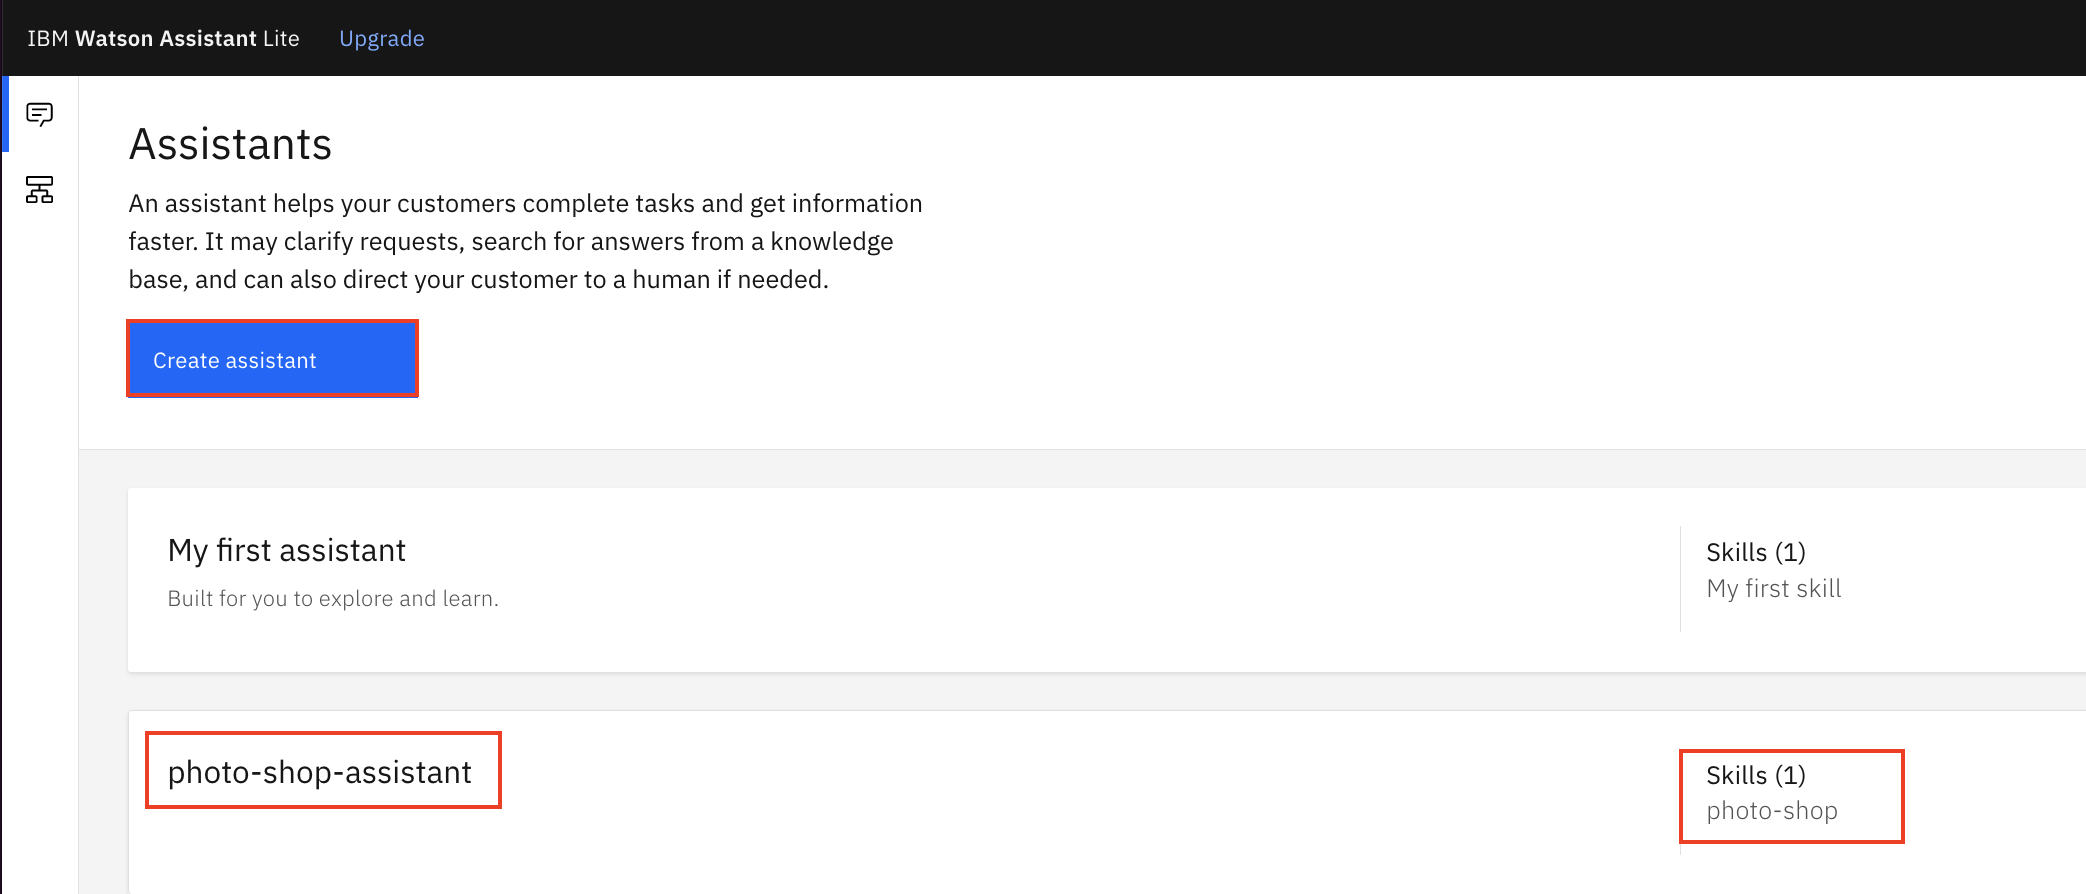 IBM Watson Assistant Lite Upgrade
Assistants
An assistant helps your customers complete tasks and get information
faster. It may clarify requests, search for answers from a knowledge
base, and can also direct your customer to a human if needed.
Create assistant
My first assistant
Built for you to explore and learn.
Skills (1)
My first skill
photo-shop-assistant
Skills (1)
photo-shop